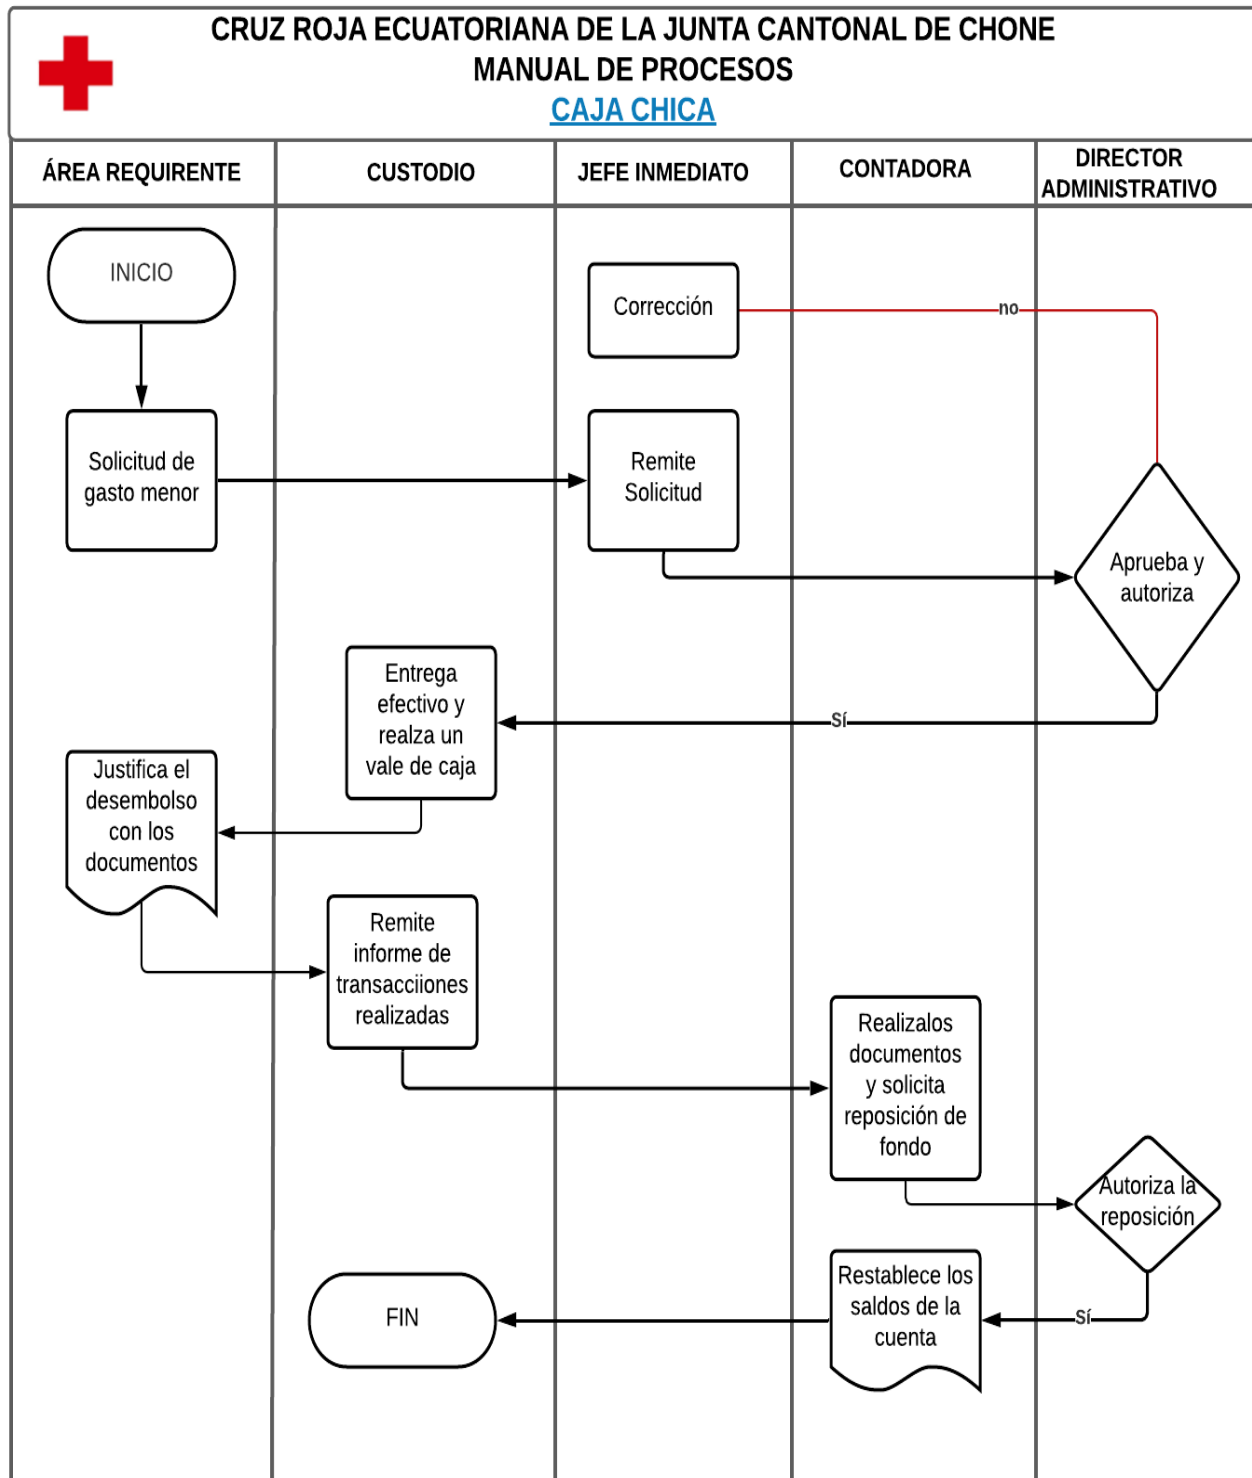 CRUZ ROJA ECUATORIANA DE LA JUNTA CANTONAL DE CHONE
MANUAL DE PROCESOS
CAJA CHICA
ÁREA REQUIRENTE
CUSTODIO
JEFE INMEDIATO
CONTADORA
DIRECTOR
ADMINISTRATIVO
INICIO
Corrección
no
Solicitud de
gasto menor
Remite
Solicitud
Aprueba y
autoriza
Entrega
efectivo y
realza un
vale de caja
Sí
Justifica el
desembolso
con los
documentos
Remite
informe de
transacciiones
realizadas
Realizalos
documentos
y solicita
reposición de
fondo
Autoriza la
reposición
Sí
Restablece los
saldos de la
cuenta
FIN